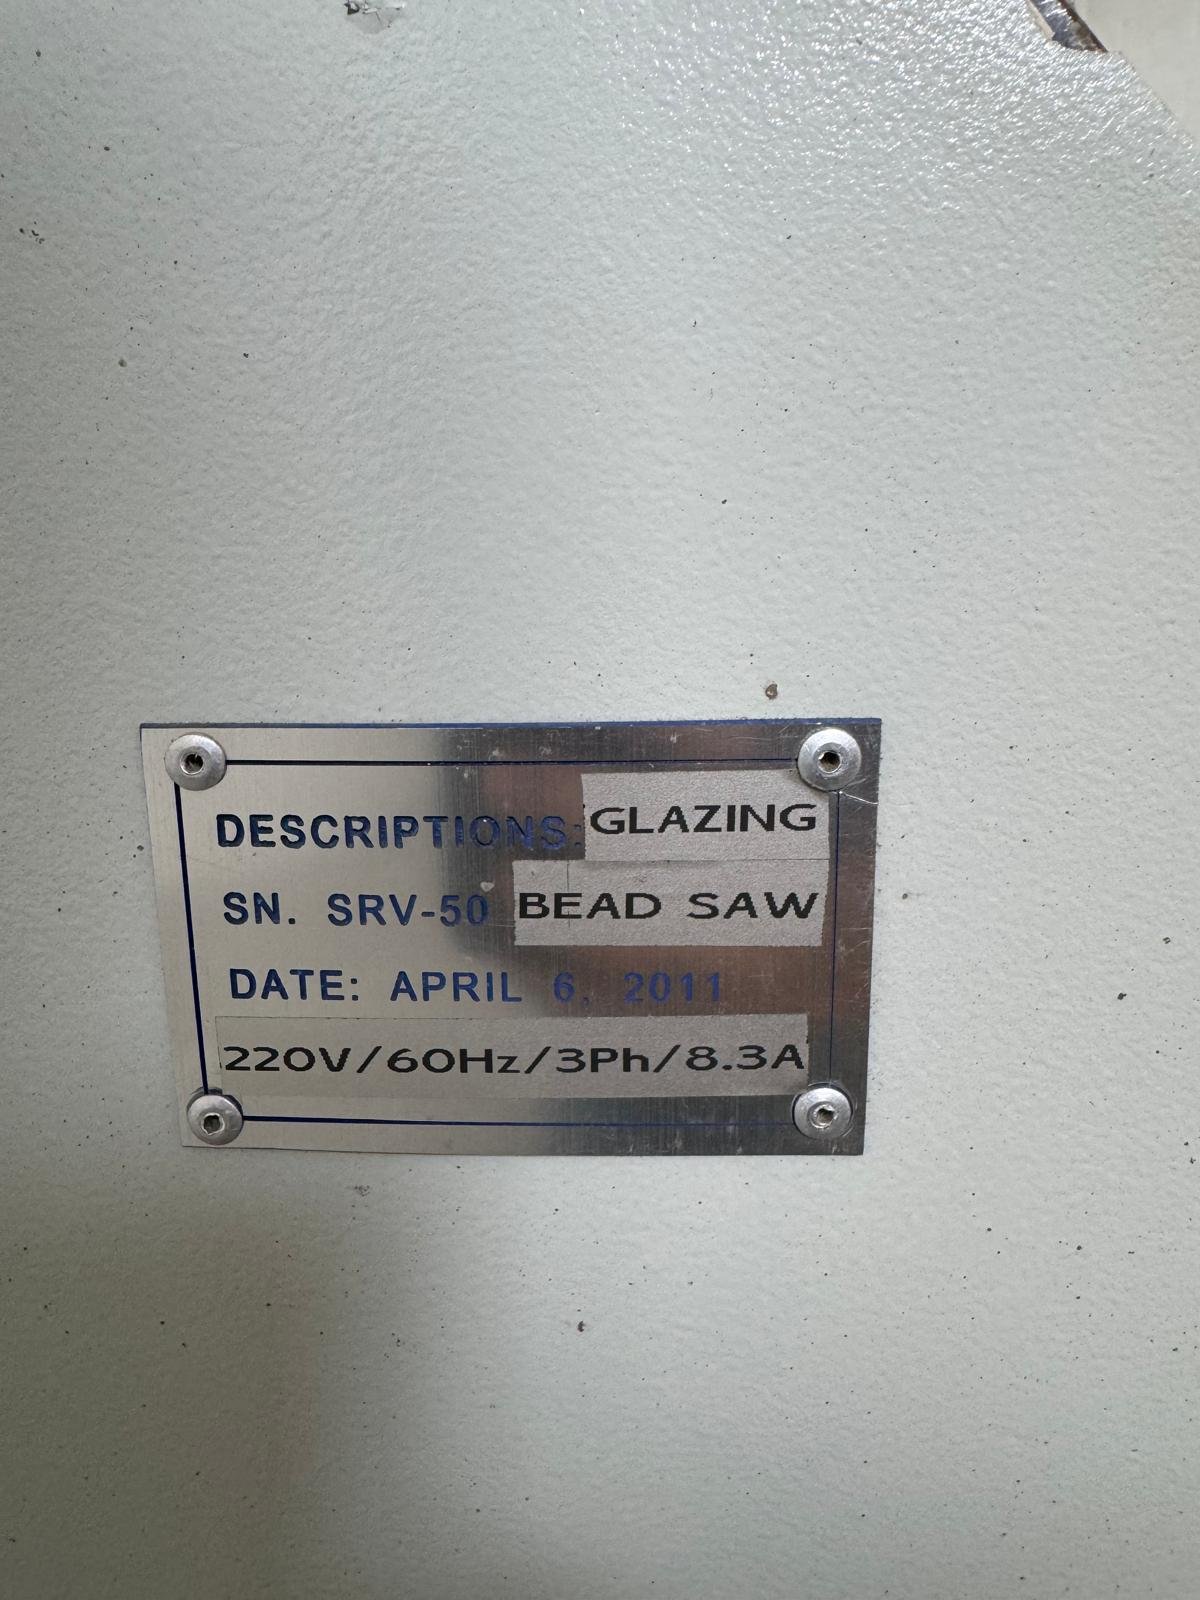 DESCRIPTIONS: GLAZING
SN. SRV-50 BEAD SAW
DATE: APRIL 6, 2011
220V/60Hz/3Ph/8.3A